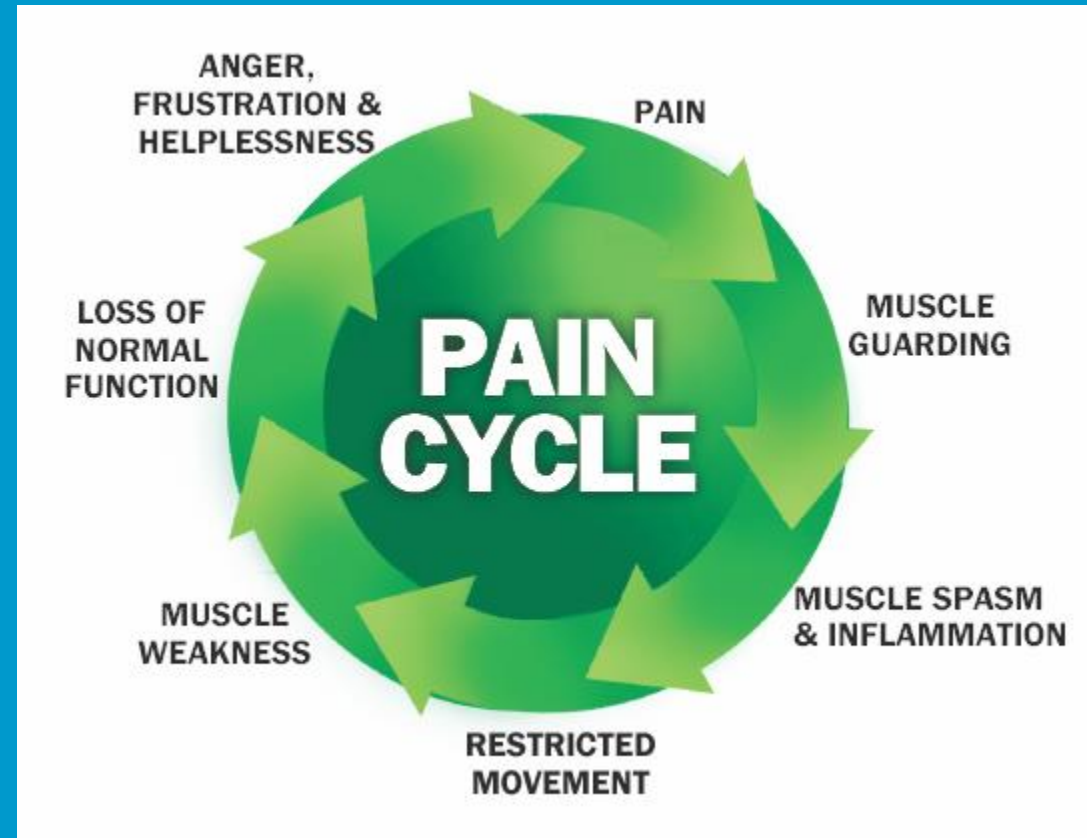 ANGER,
FRUSTRATION &
HELPLESSNESS
PAIN
MUSCLE
GUARDING
MUSCLE SPASM
& INFLAMMATION
RESTRICTED
MOVEMENT
MUSCLE
WEAKNESS
LOSS OF
NORMAL
FUNCTION
PAIN
CYCLE